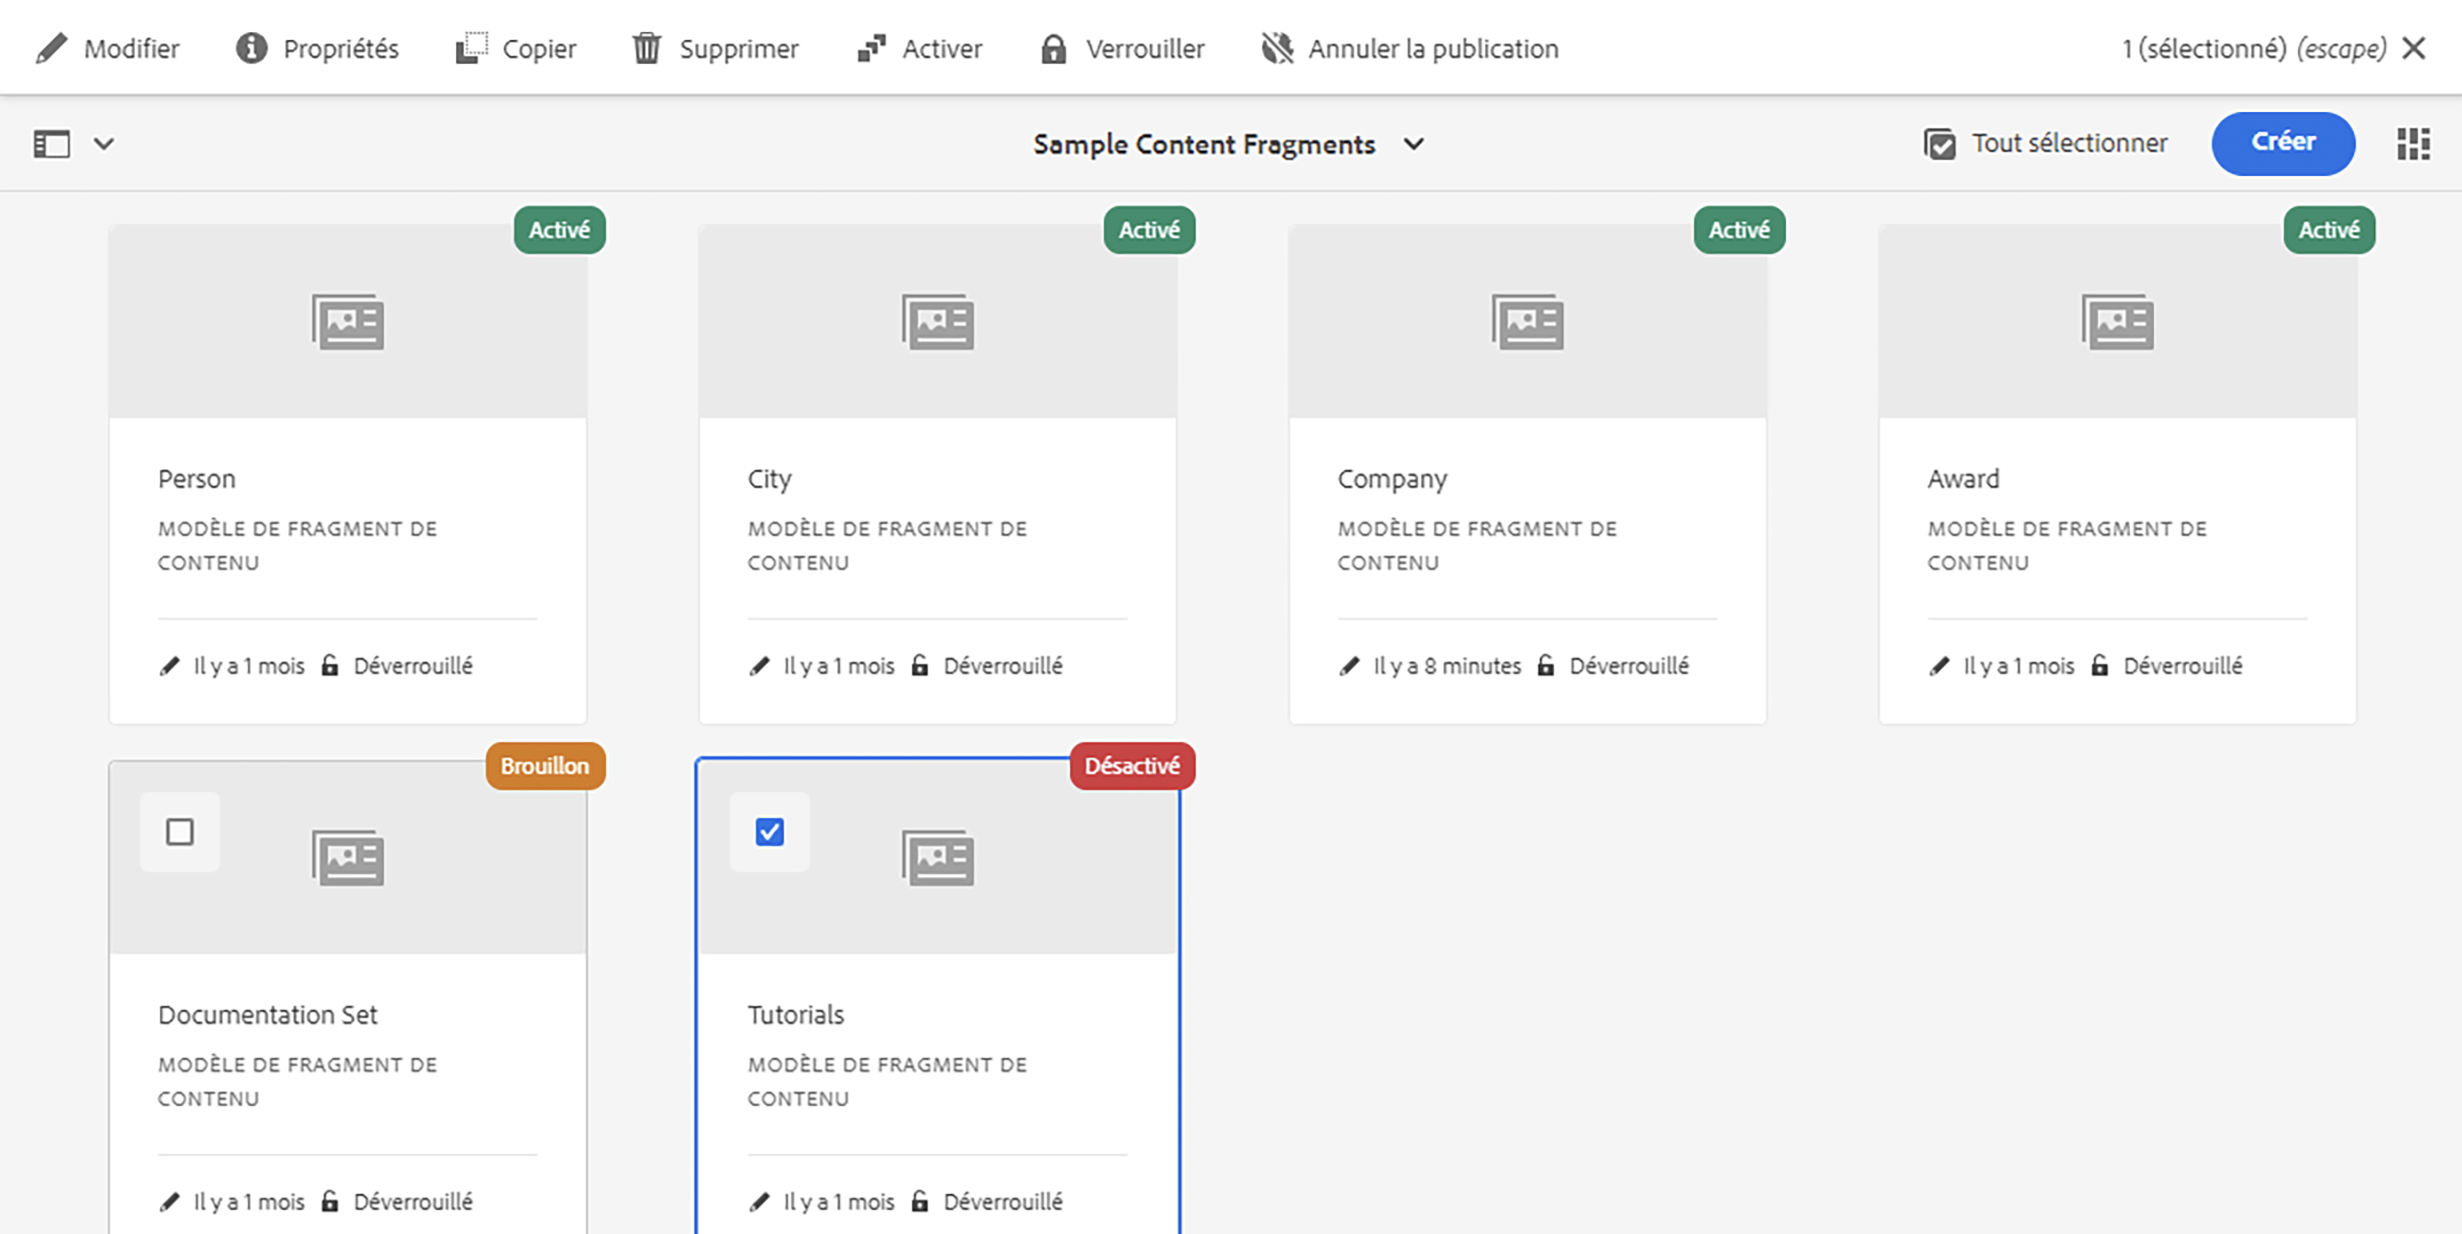 Modifier Propriétés Copier Supprimer Activer Verrouiller Annuler la publication 1 (sélectionné) (escape)
Sample Content Fragments Tout sélectionner Créer
Activé Activé Activé Activé
Person City Company Award
MODÈLE DE FRAGMENT DE MODÈLE DE FRAGMENT DE MODÈLE DE FRAGMENT DE MODÈLE DE FRAGMENT DE
CONTENU CONTENU CONTENU CONTENU
Il y a 1 mois Déverrouillé Il y a 1 mois Déverrouillé Il y a 8 minutes Déverrouillé Il y a 1 mois Déverrouillé
Brouillon Désactivé
Documentation Set Tutorials
MODÈLE DE FRAGMENT DE MODÈLE DE FRAGMENT DE
CONTENU CONTENU
Il y a 1 mois Déverrouillé Il y a 1 mois Déverrouillé